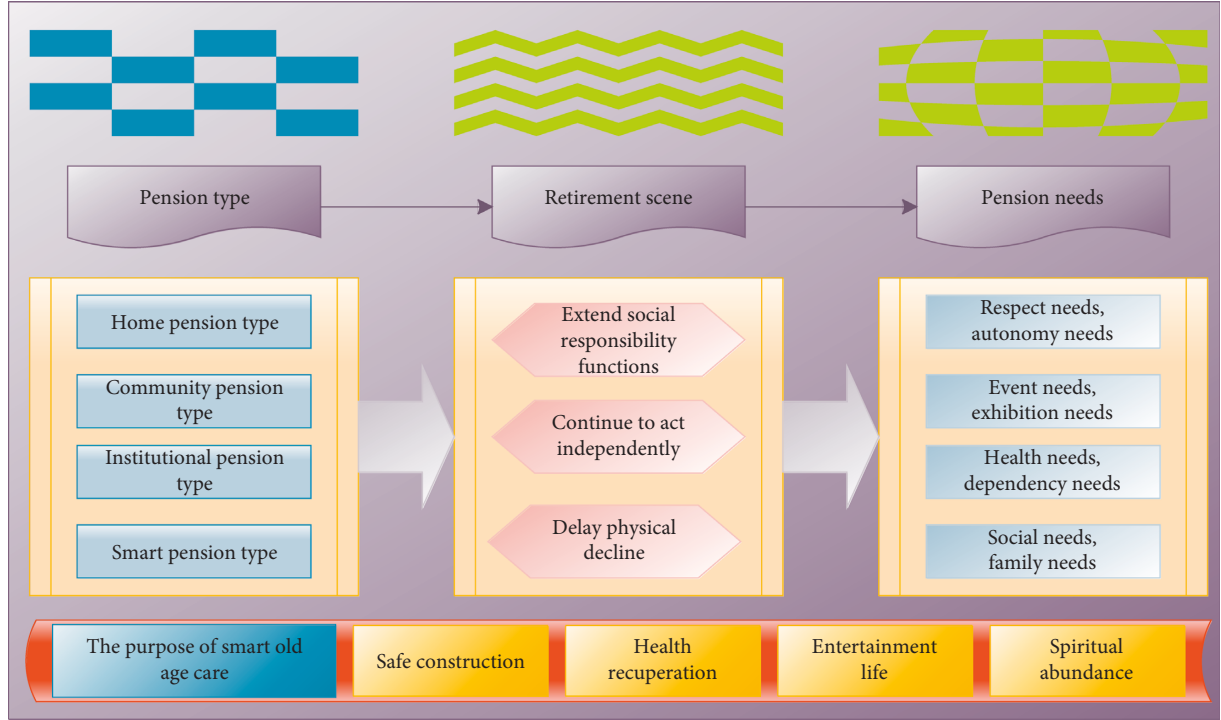 Pension type
Retirement scene
Pension needs
Home pension type
Community pension
type
Institutional pension
type
Smart pension type
Extend social
responsibility
functions
Continue to act
independently
Delay physical
decline
Respect needs,
autonomy needs
Event needs,
exhibition needs
Health needs,
dependency needs
Social needs,
family needs
The purpose of smart old
age care
Safe construction
Health
recuperation
Entertainment
life
Spiritual
abundance